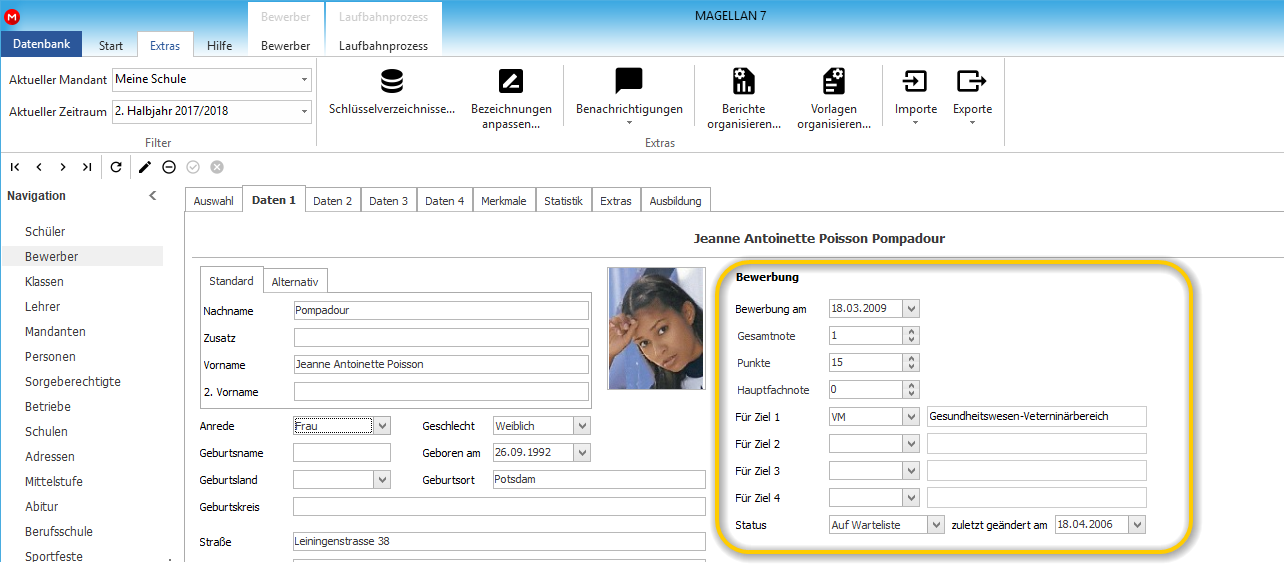 MAGELLAN 7
Bewerber Laufbahnprozess
Datenbank Start Extras Hilfe Bewerber Laufbahnprozess
Aktueller Mandant Meine Schule
Aktueller Zeitraum 2. Halbjahr 2017/2018
Filter
Schlüsselverzeichnisse...
Bezeichnungen
anpassen...
Benachrichtigungen
Berichte
organisieren...
Vorlagen
organisieren...
Importe
Exporte
Extras
Navigation
Schüler
Bewerber
Klassen
Lehrer
Mandanten
Personen
Sorgeberechtigte
Betriebe
Schulen
Adressen
Mittelstufe
Abitur
Berufsschule
Sportfeste
Auswahl Daten 1 Daten 2 Daten 3 Daten 4 Merkmale Statistik Extras Ausbildung
Jeanne Antoinette Poisson Pompadour
Standard Alternativ
Nachname Pompadour
Zusatz
Vorname Jeanne Antoinette Poisson
2. Vorname
Anrede Frau Geschlecht Weiblich
Geburtsname Geboren am 26.09.1992
Geburtsland Geburtsort Potsdam
Geburtskreis
Straße Leiningenstrasse 38
Bewerbung
Bewerbung am 18.03.2009
Gesamtnote 1
Punkte 15
Hauptfachnote 0
Für Ziel 1 VM Gesundheitswesen-Veterninärbereich
Für Ziel 2
Für Ziel 3
Für Ziel 4
Status Auf Warteliste zuletzt geändert am 18.04.2006